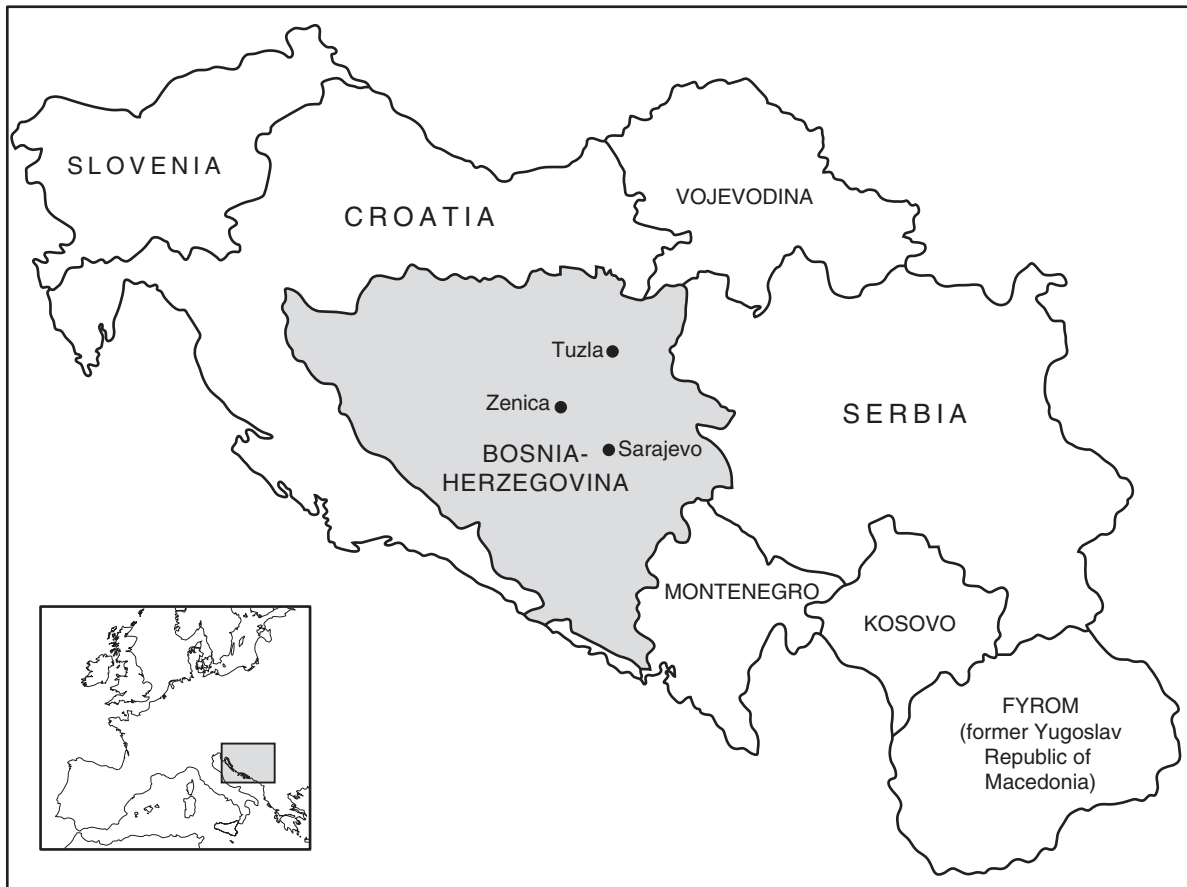 SLOVENIA
CROATIA
VOJEVODINA
Tuzla
Zenica
SERBIA
Sarajevo
BOSNIA-
HERZEGOVINA
MONTENEGRO
KOSOVO
FYROM
(former Yugoslav
Republic of
Macedonia)